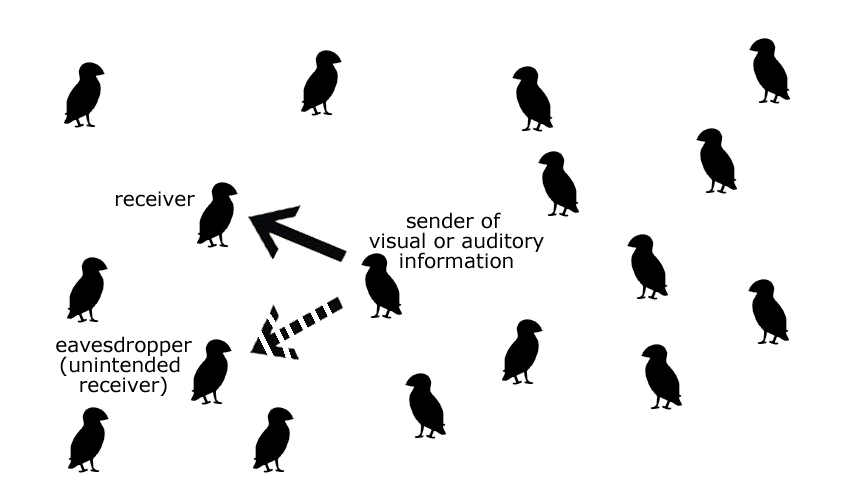 receiver
sender of
visual or auditory
information
eavesdropper
(unintended
receiver)